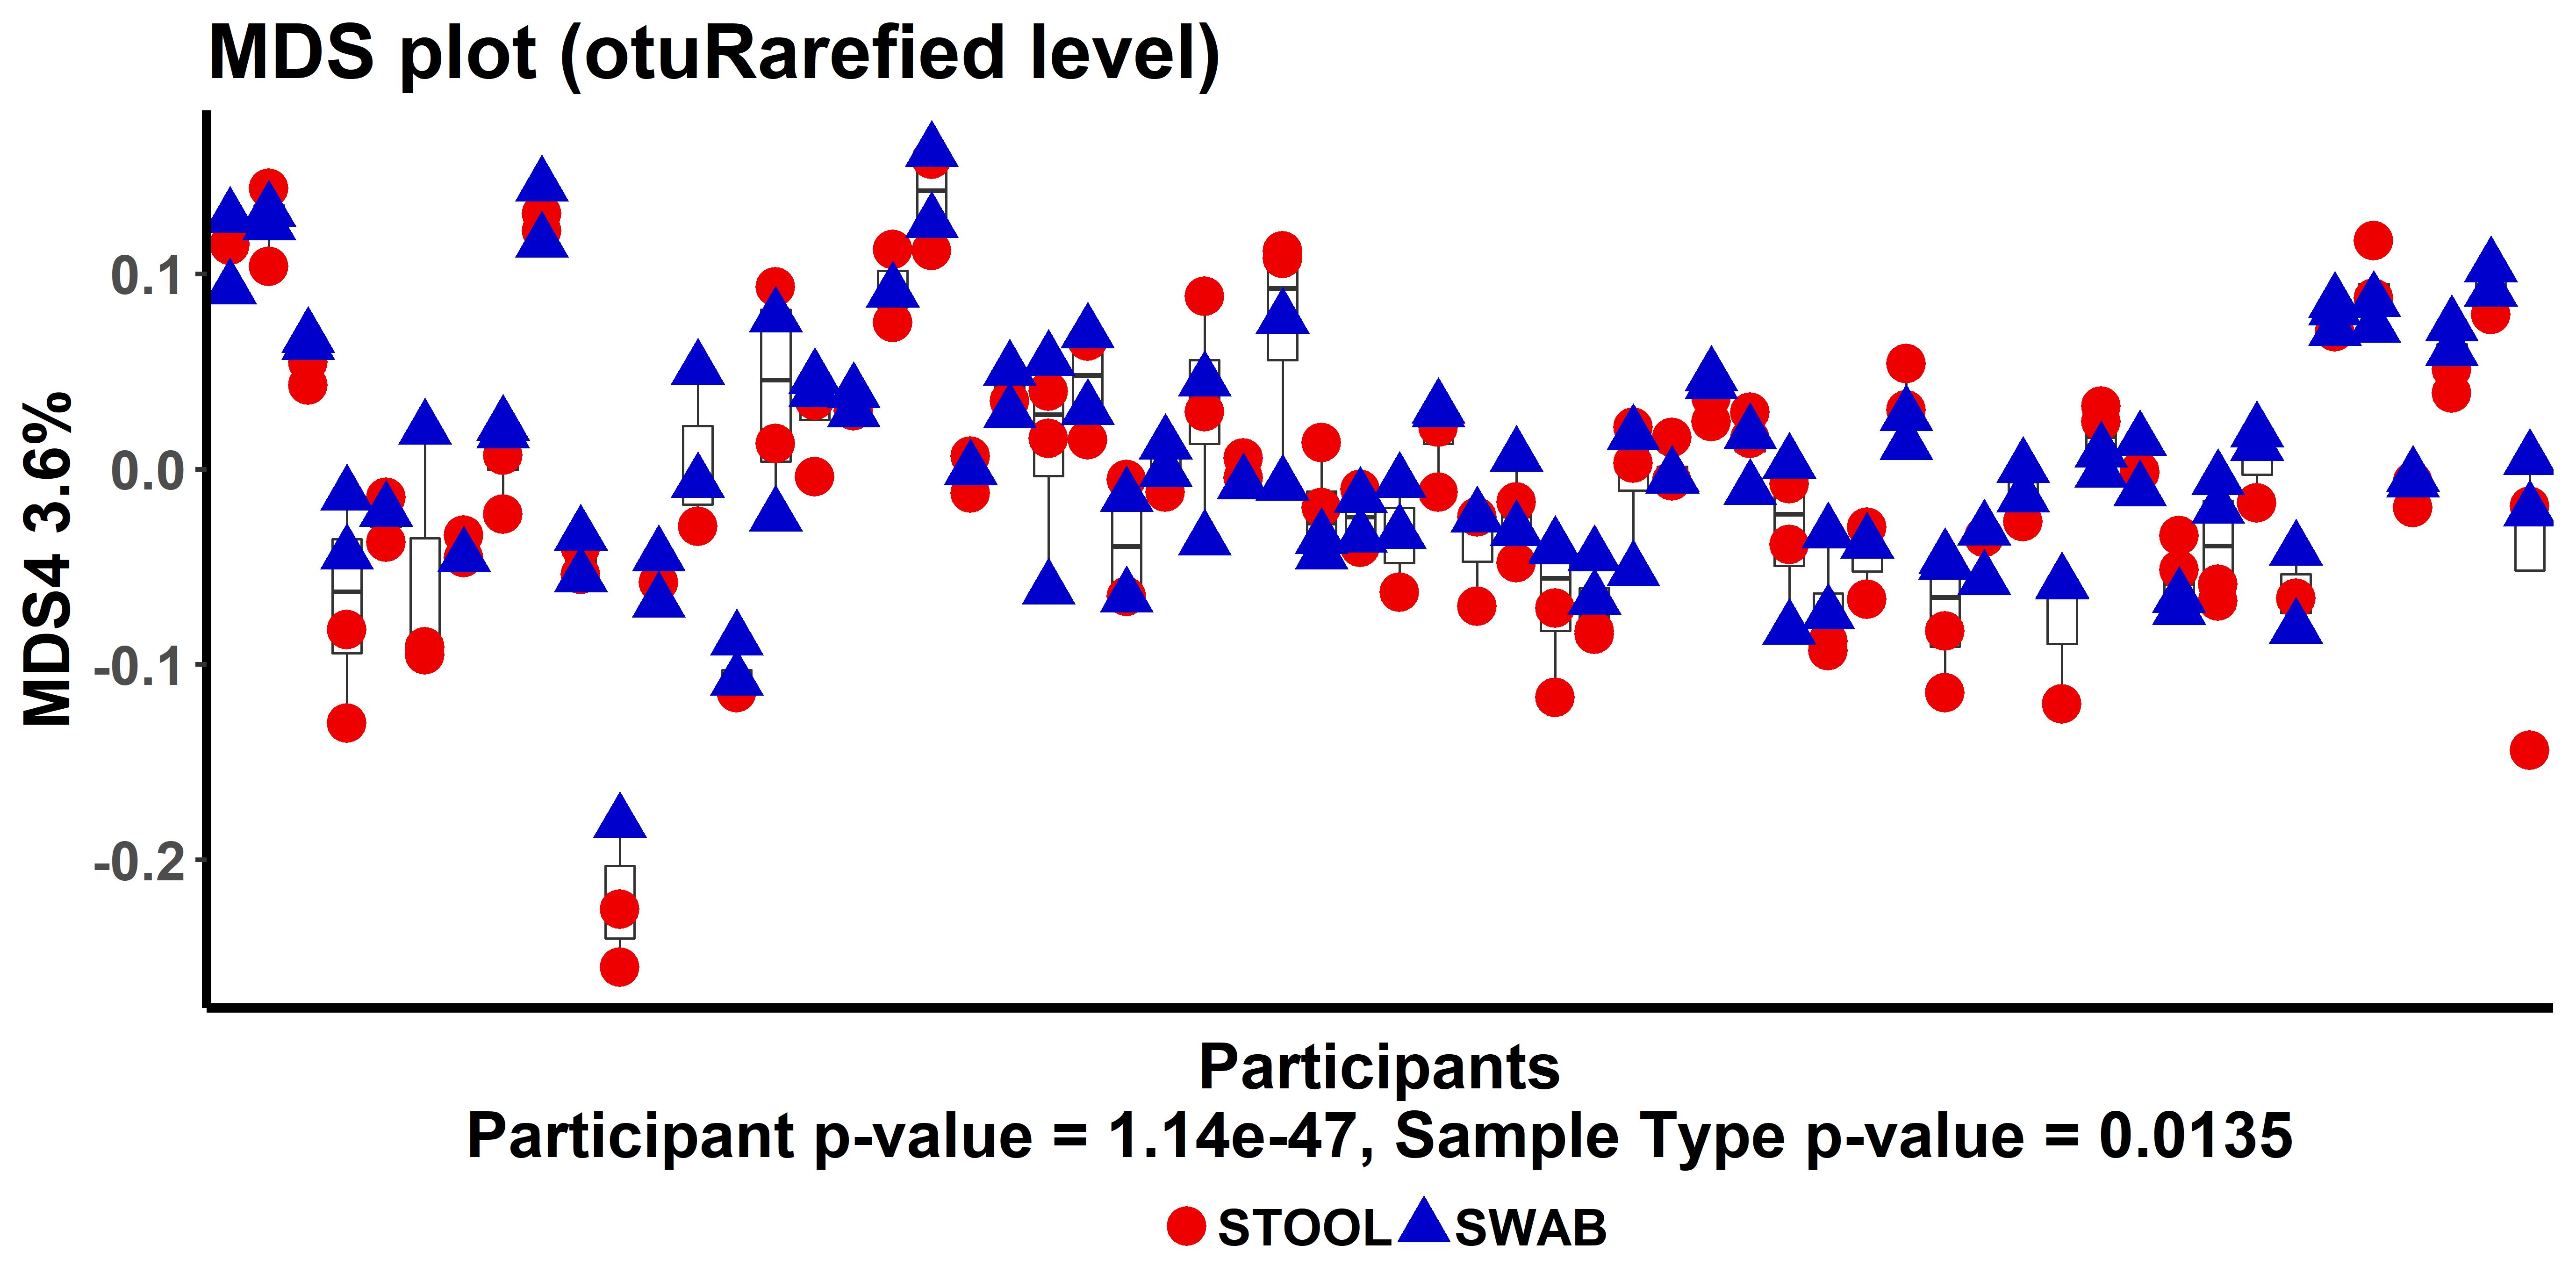 MDS plot (otuRarefied level)
MDS4 3.6%
0.1
0.0
-0.1
-0.2
Participants
Participant p-value = 1.14e-47, Sample Type p-value = 0.0135
STOOL SWAB